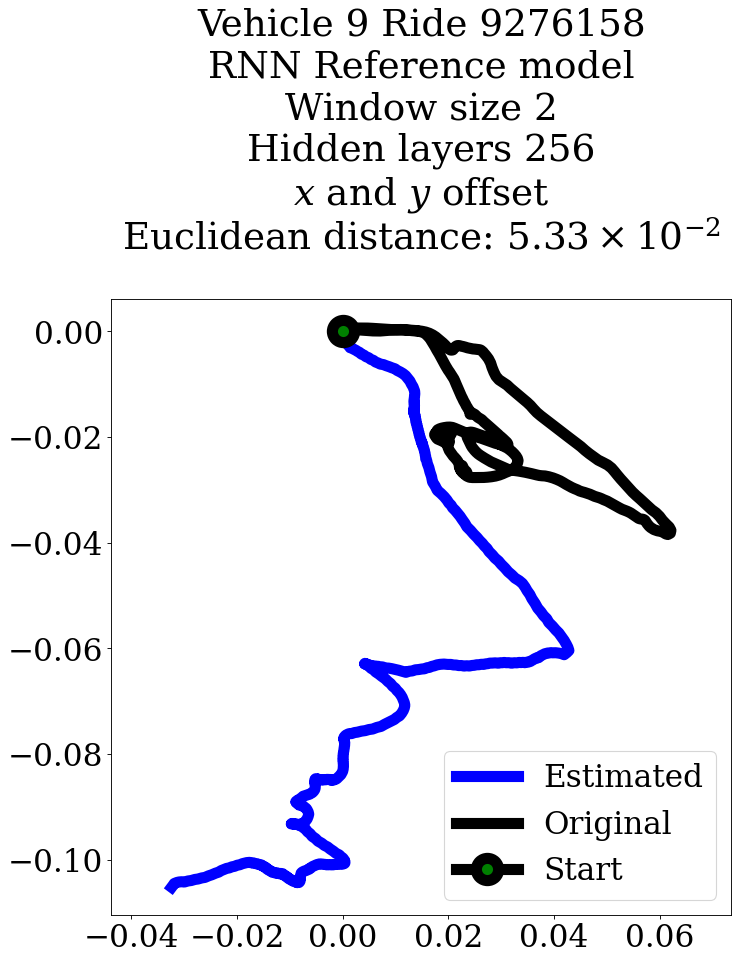 Vehicle 9 Ride 9276158
RNN Reference model
Window size 2
Hidden layers 256
x and y offset
Euclidean distance: 5.33 × 10⁻²
0.00
−0.02
−0.04
−0.06
−0.08
−0.10
Estimated
Original
Start
−0.04 −0.02 0.00 0.02 0.04 0.06